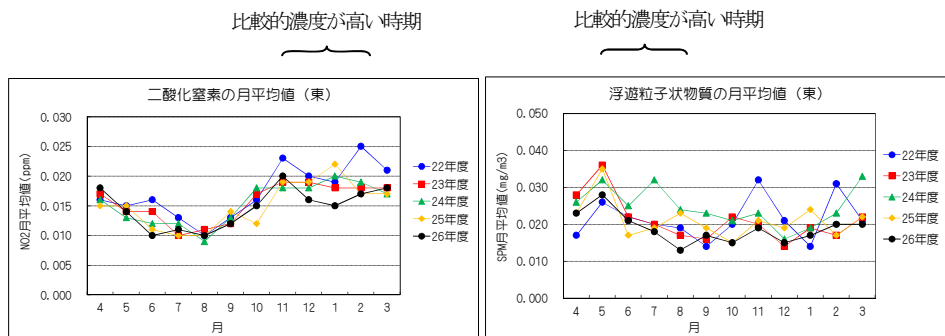 比較的濃度が高い時期
比較的濃度が高い時期
二酸化窒素の月平均値（東）
NO2月平均値(ppm)
0.030
0.025
0.020
0.015
0.010
0.005
0.000
4 5 6 7 8 9 10 11 12 1 2 3
月
22年度
23年度
24年度
25年度
26年度
浮遊粒子状物質の月平均値（東）
SPM月平均値(mg/m3)
0.050
0.040
0.030
0.020
0.010
0.000
4 5 6 7 8 9 10 11 12 1 2 3
月
22年度
23年度
24年度
25年度
26年度